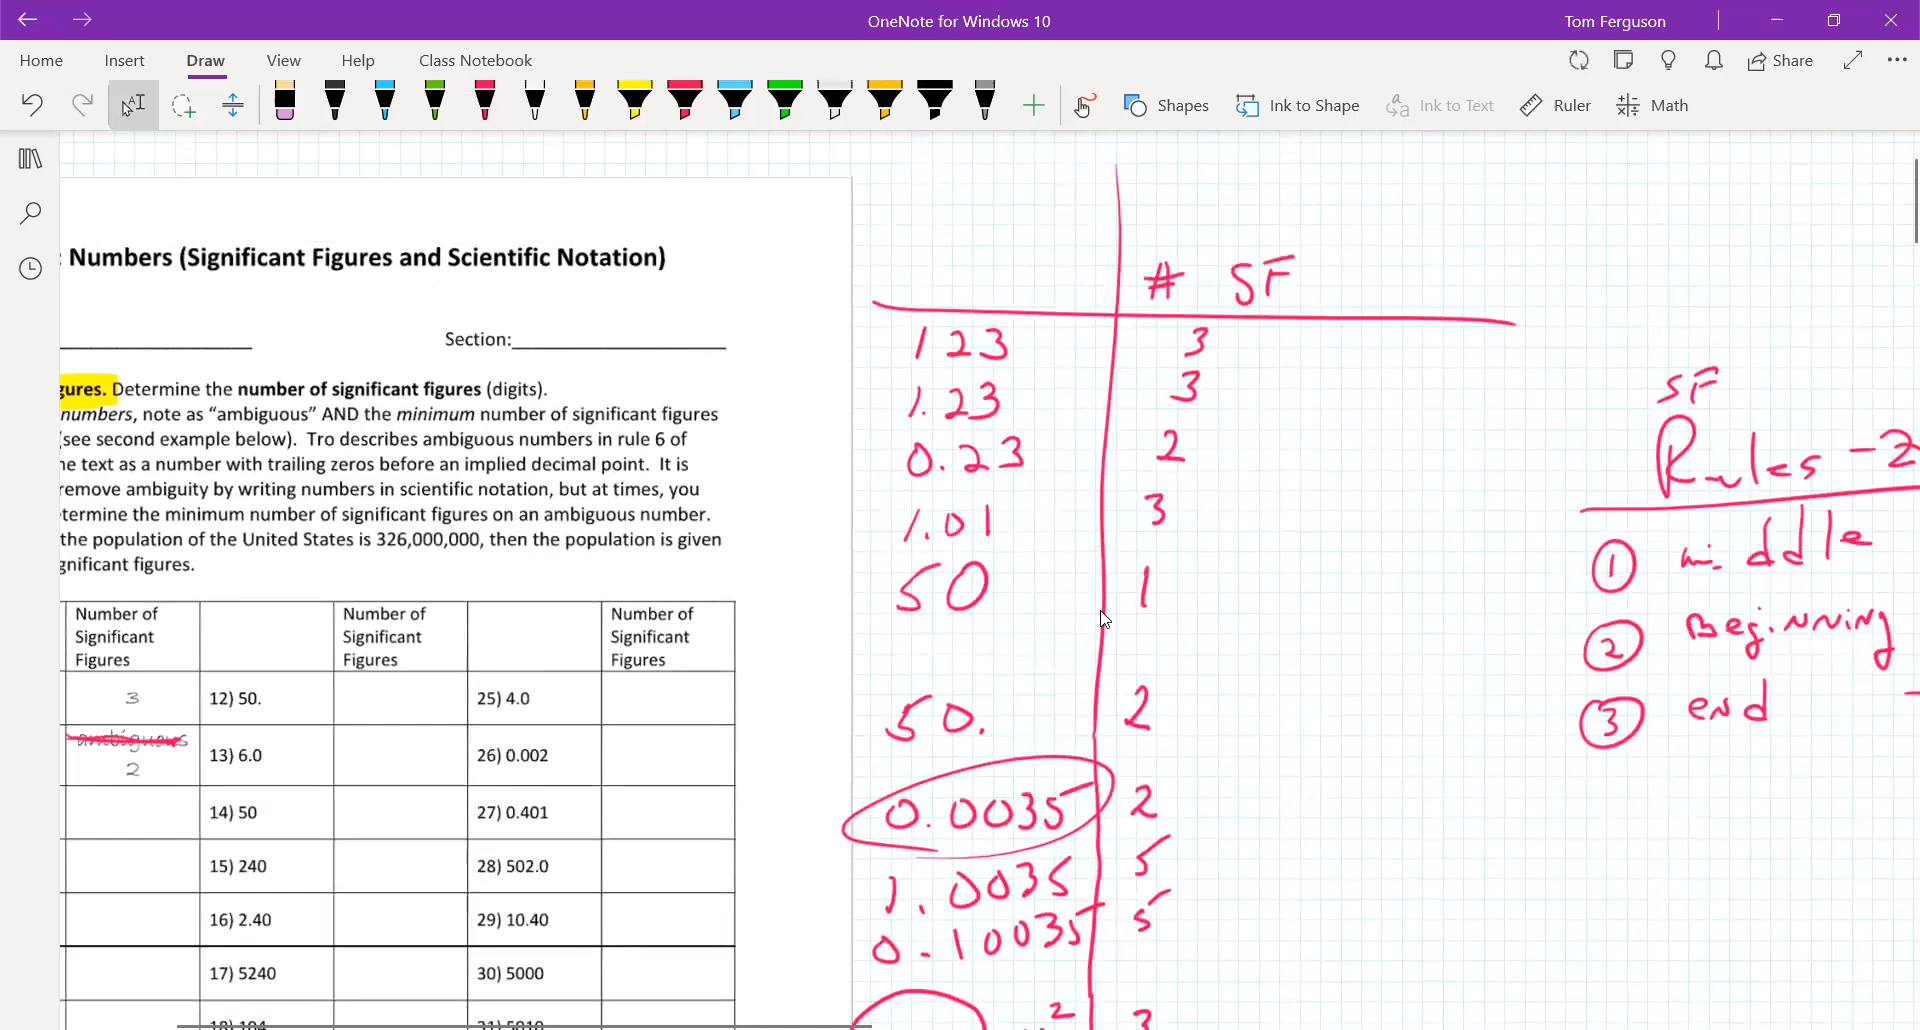 OneNote for Windows 10
Tom Ferguson
Home Insert Draw View Help Class Notebook
Share
Shapes Ink to Shape Ink to Text Ruler Math
: Numbers (Significant Figures and Scientific Notation)
Section:
gures. Determine the number of significant figures (digits).
numbers, note as “ambiguous” AND the minimum number of significant figures
(see second example below). Tro describes ambiguous numbers in rule 6 of
he text as a number with trailing zeros before an implied decimal point. It is
remove ambiguity by writing numbers in scientific notation, but at times, you
termine the minimum number of significant figures on an ambiguous number.
the population of the United States is 326,000,000, then the population is given
gnificant figures.
Number of Significant Figures
Number of Significant Figures
Number of Significant Figures
3 12) 50. 25) 4.0
ambiguous
2 13) 6.0 26) 0.002
14) 50 27) 0.401
15) 240 28) 502.0
16) 2.40 29) 10.40
17) 5240 30) 5000
18) 104 31) 5010
# SF
123 3
1.23 3
0.23 2
1.01 3
50 1
50. 2
0.0035 2
1.0035 5
0.10035 5
2 3
SF
Rules - 2
1 middle
2 Beginning
3 end